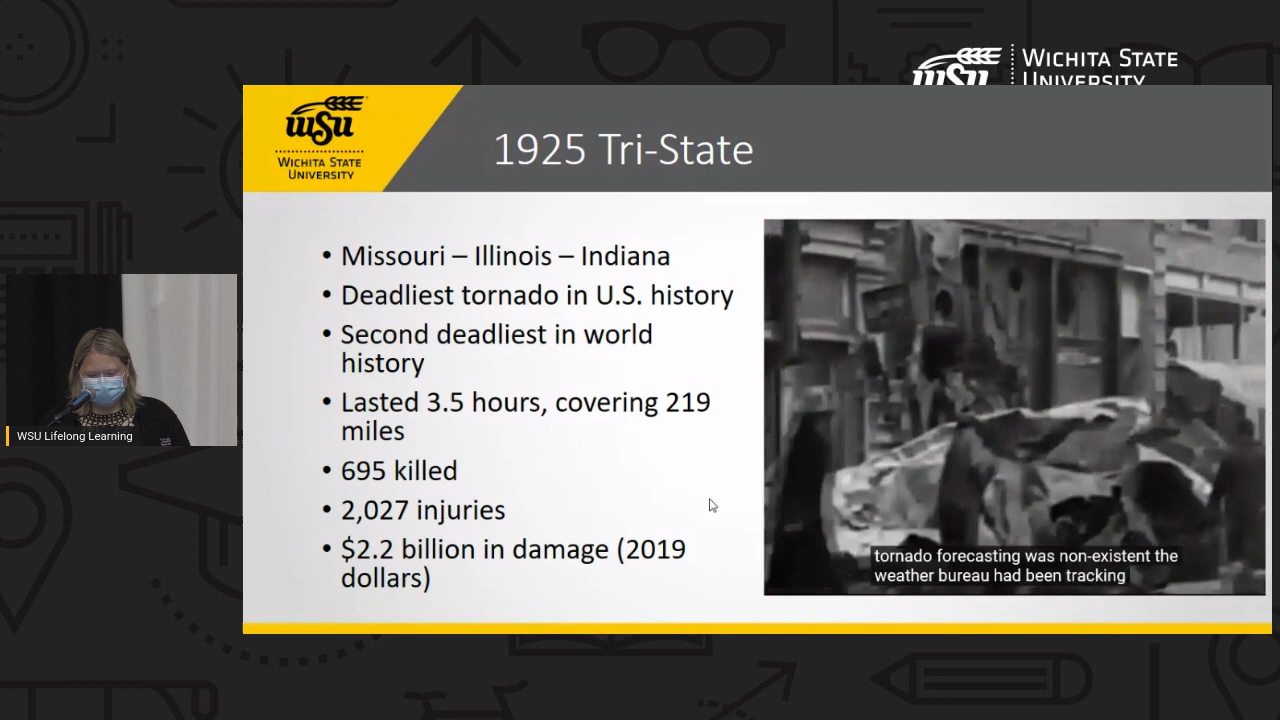 WICHITA STATE
UNIVERSITY
wsu
WICHITA STATE
UNIVERSITY
1925 Tri-State
• Missouri – Illinois – Indiana
• Deadliest tornado in U.S. history
• Second deadliest in world
history
• Lasted 3.5 hours, covering 219
miles
• 695 killed
• 2,027 injuries
• $2.2 billion in damage (2019
dollars)
tornado forecasting was non-existent the
weather bureau had been tracking
WSU Lifelong Learning